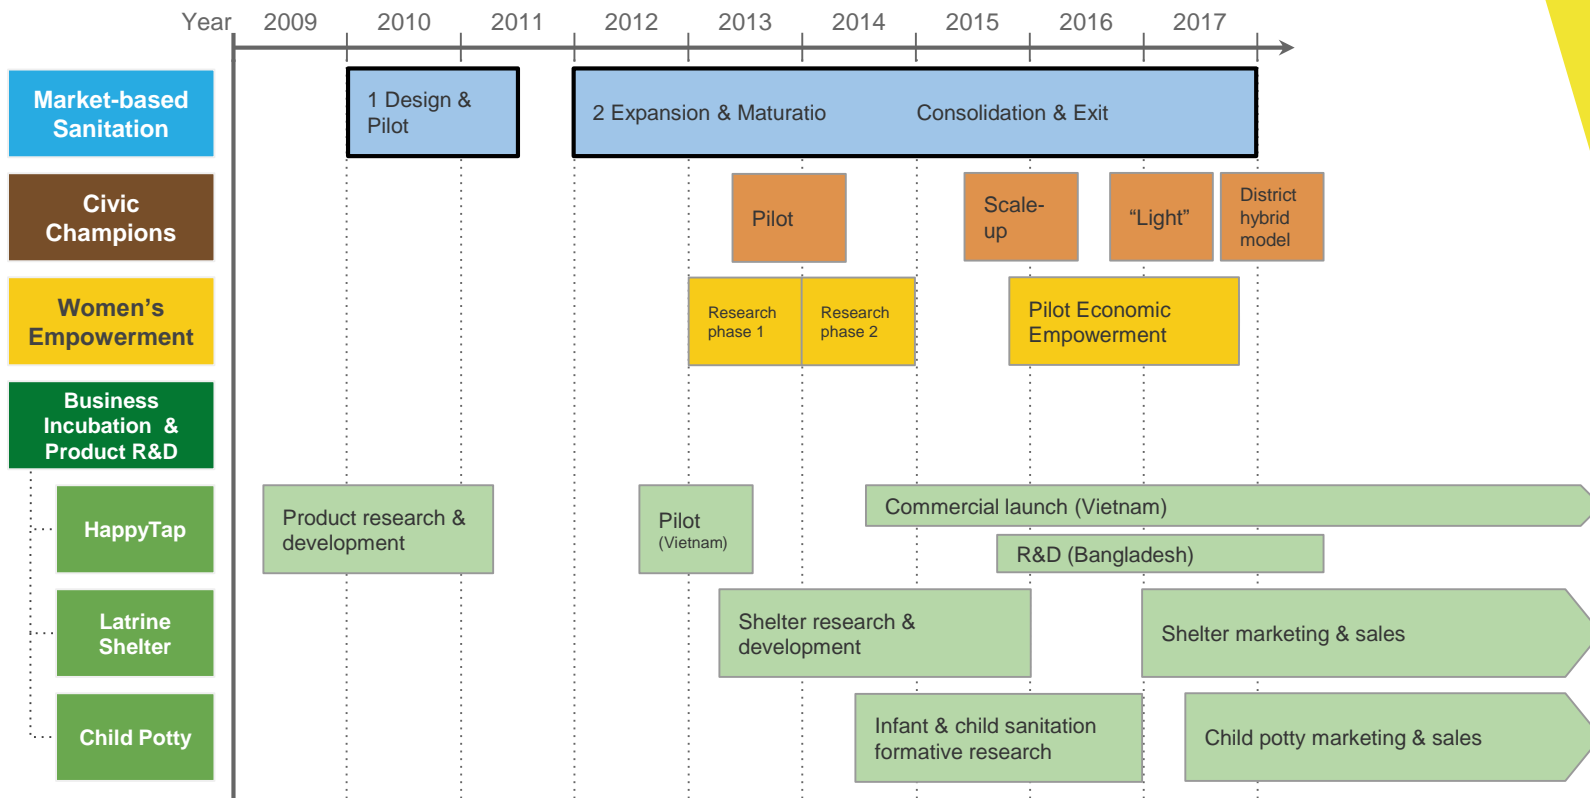 Year 2009 2010 2011 2012 2013 2014 2015 2016 2017
Market-based
Sanitation
1 Design &
Pilot
2 Expansion & Maturatio
Consolidation & Exit
Civic
Champions
Pilot
Scale-
up
“Light”
District
hybrid
model
Women’s
Empowerment
Research
phase 1
Research
phase 2
Pilot Economic
Empowerment
Business
Incubation &
Product R&D
HappyTap
Product research &
development
Pilot
(Vietnam)
Commercial launch (Vietnam)
R&D (Bangladesh)
Latrine
Shelter
Shelter research &
development
Shelter marketing & sales
Child Potty
Infant & child sanitation
formative research
Child potty marketing & sales